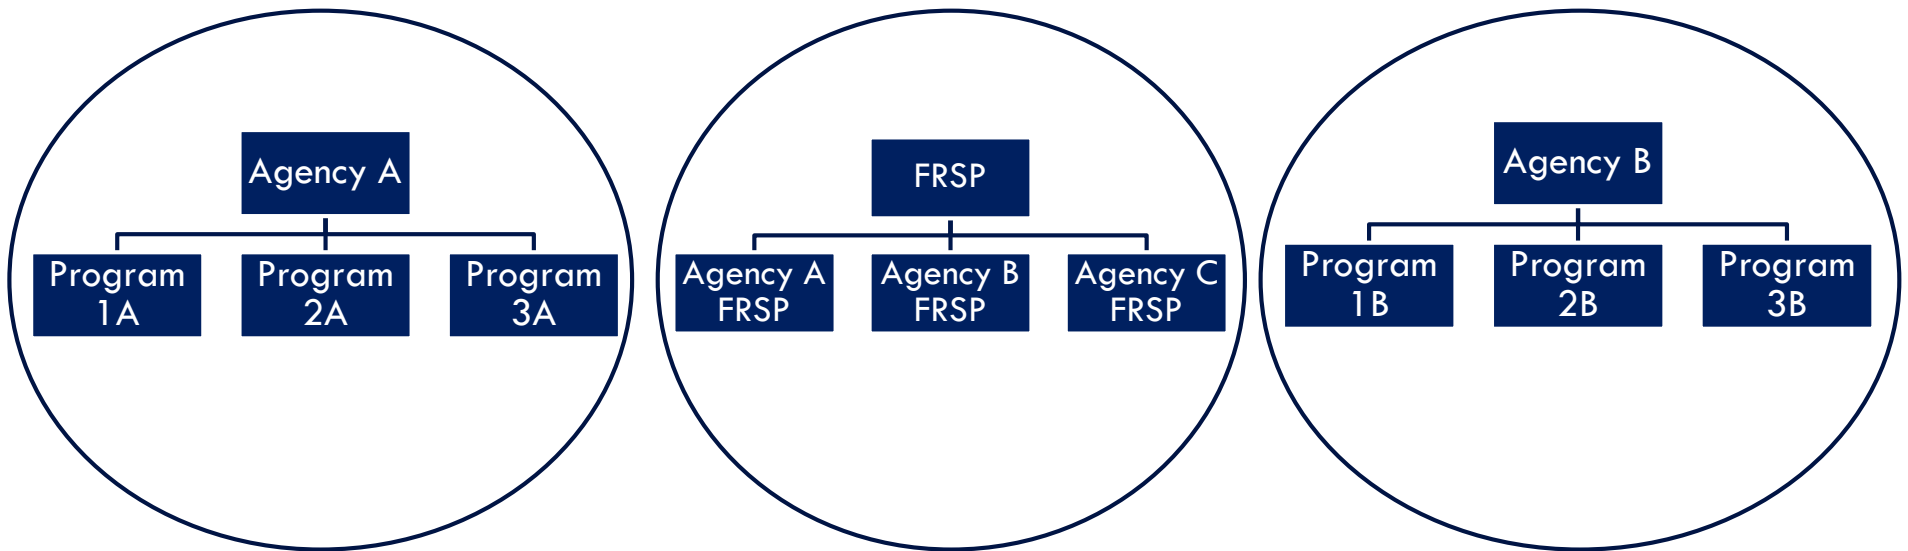 Agency A
Program
1A
Program
2A
Program
3A
FRSP
Agency A
FRSP
Agency B
FRSP
Agency C
FRSP
Agency B
Program
1B
Program
2B
Program
3B